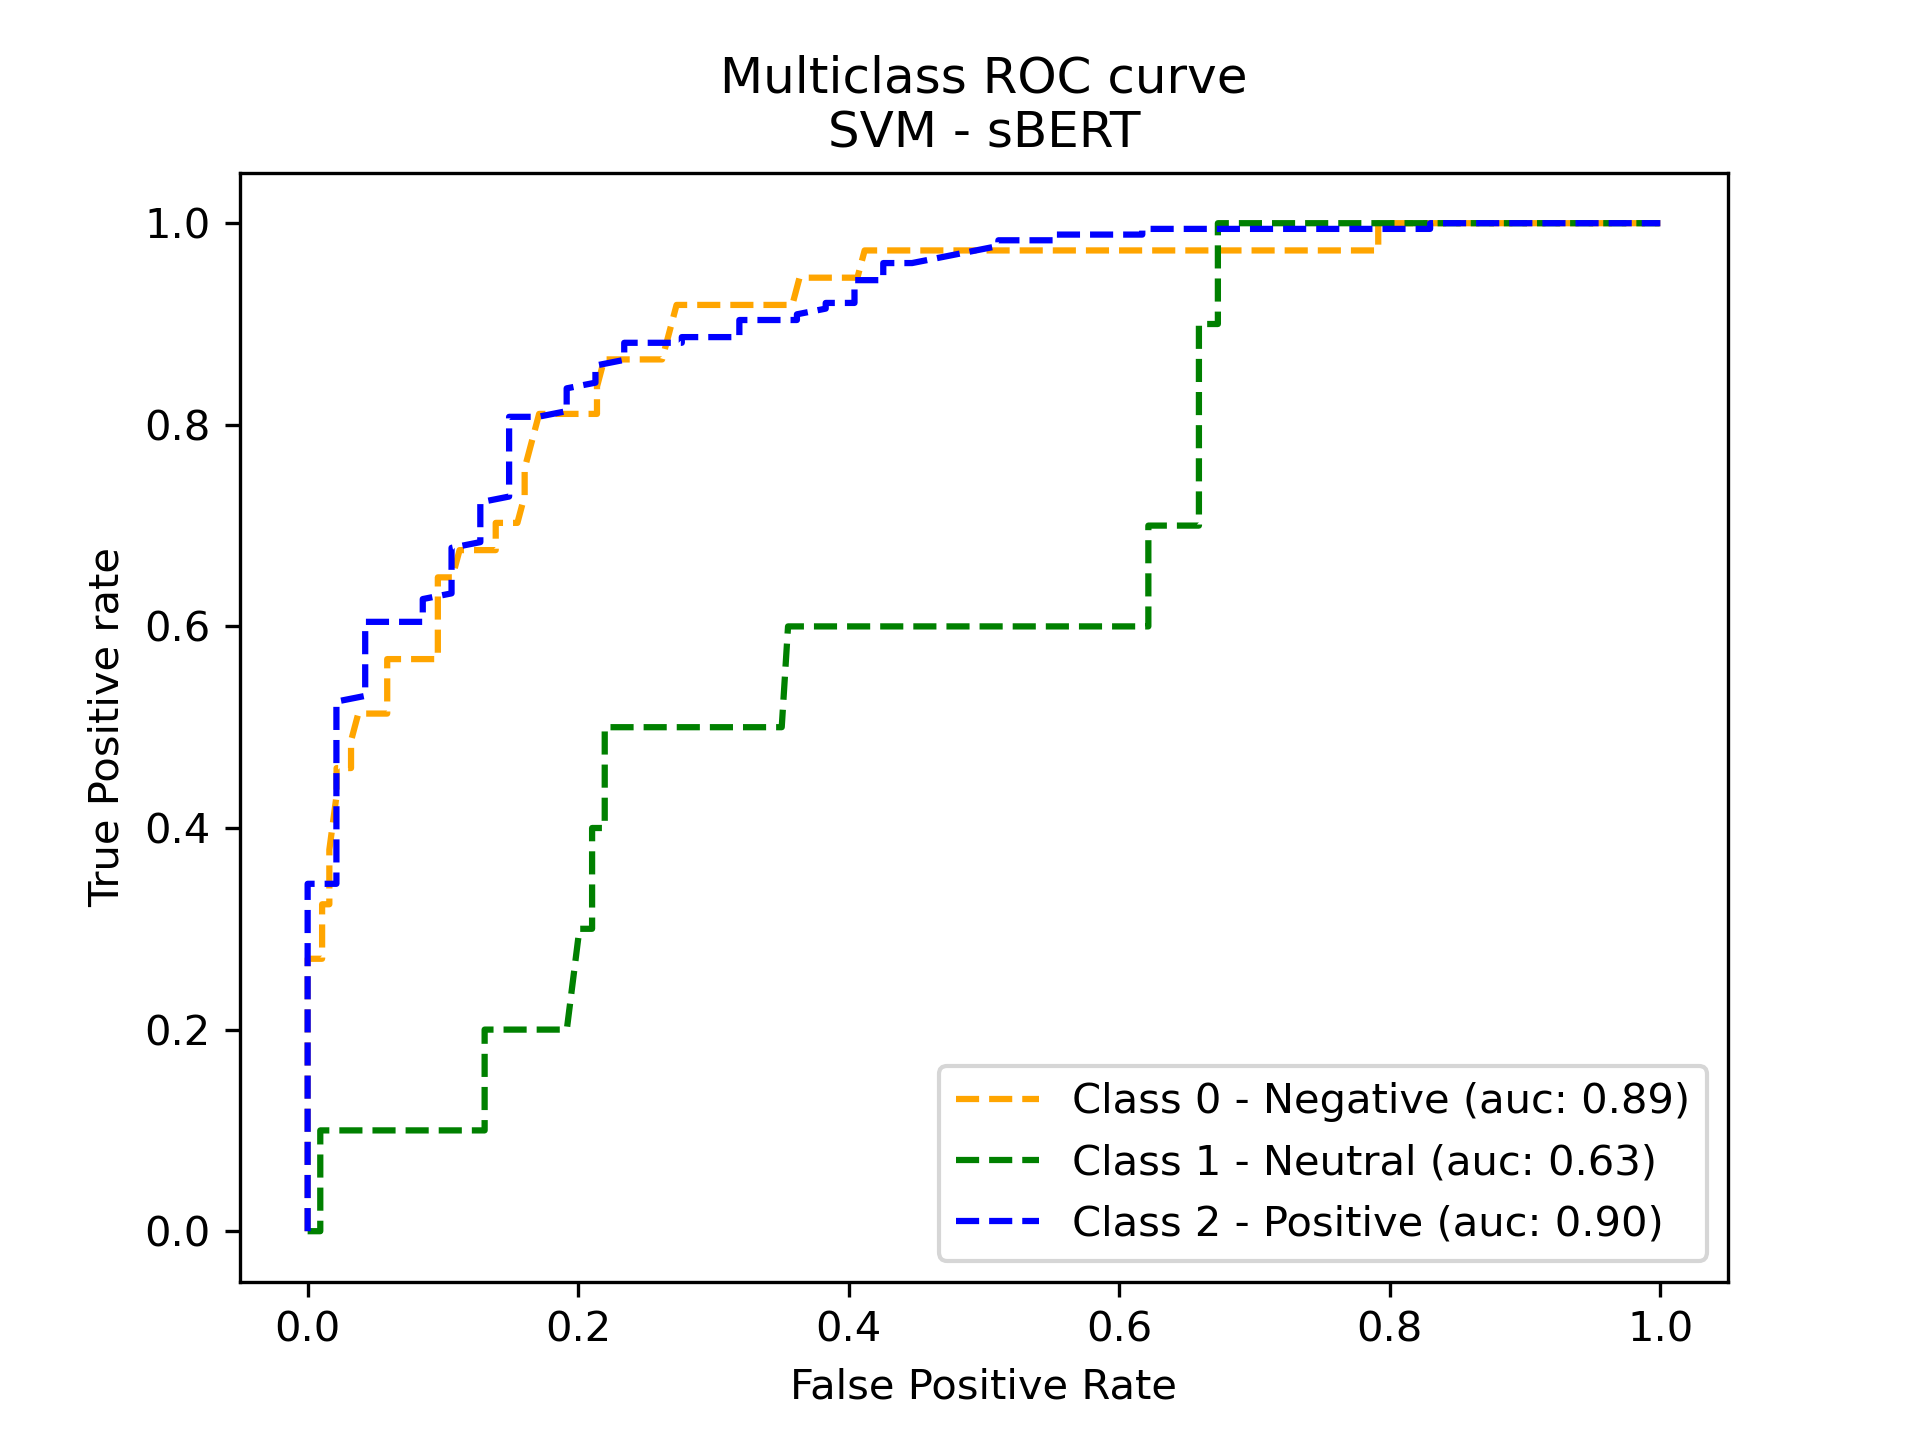 Multiclass ROC curve
SVM - sBERT
True Positive rate
1.0
0.8
0.6
0.4
0.2
0.0
Class 0 - Negative (auc: 0.89)
Class 1 - Neutral (auc: 0.63)
Class 2 - Positive (auc: 0.90)
0.0 0.2 0.4 0.6 0.8 1.0
False Positive Rate